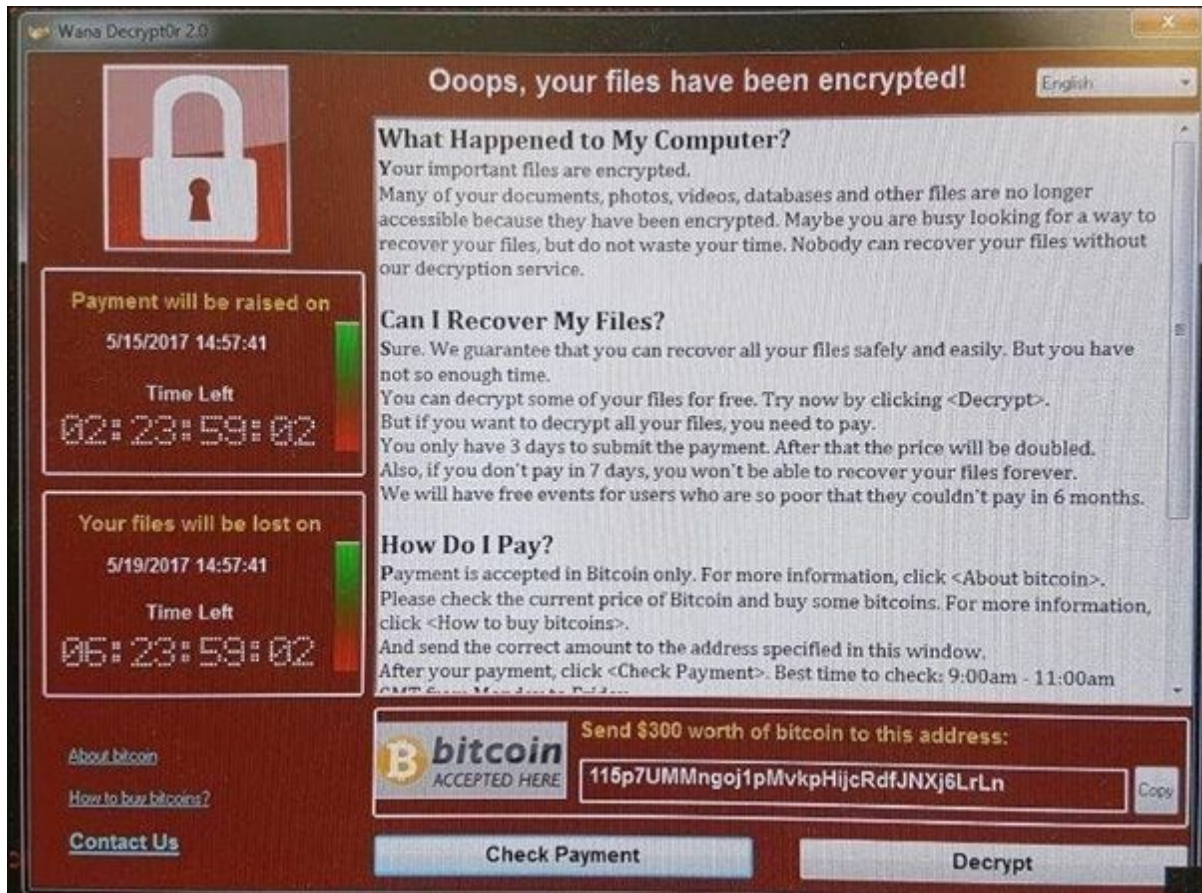 Wana Decrypt0r 2.0
Ooops, your files have been encrypted!
English
What Happened to My Computer?
Your important files are encrypted.
Many of your documents, photos, videos, databases and other files are no longer
accessible because they have been encrypted. Maybe you are busy looking for a way to
recover your files, but do not waste your time. Nobody can recover your files without
our decryption service.
Can I Recover My Files?
Sure. We guarantee that you can recover all your files safely and easily. But you have
not so enough time.
You can decrypt some of your files for free. Try now by clicking <Decrypt>.
But if you want to decrypt all your files, you need to pay.
You only have 3 days to submit the payment. After that the price will be doubled.
Also, if you don't pay in 7 days, you won't be able to recover your files forever.
We will have free events for users who are so poor that they couldn't pay in 6 months.
How Do I Pay?
Payment is accepted in Bitcoin only. For more information, click <About bitcoin>.
Please check the current price of Bitcoin and buy some bitcoins. For more information,
click <How to buy bitcoins>.
And send the correct amount to the address specified in this window.
After your payment, click <Check Payment>. Best time to check: 9:00am - 11:00am
GMT from Monday to Friday
Payment will be raised on
5/15/2017 14:57:41
Time Left
02:23:59:02
Your files will be lost on
5/19/2017 14:57:41
Time Left
06:23:59:02
About bitcoin
How to buy bitcoins?
Contact Us
bitcoin
ACCEPTED HERE
Send $300 worth of bitcoin to this address:
115p7UMMngoj1pMvkpHijcRdfJNXj6LrLn
Copy
Check Payment
Decrypt